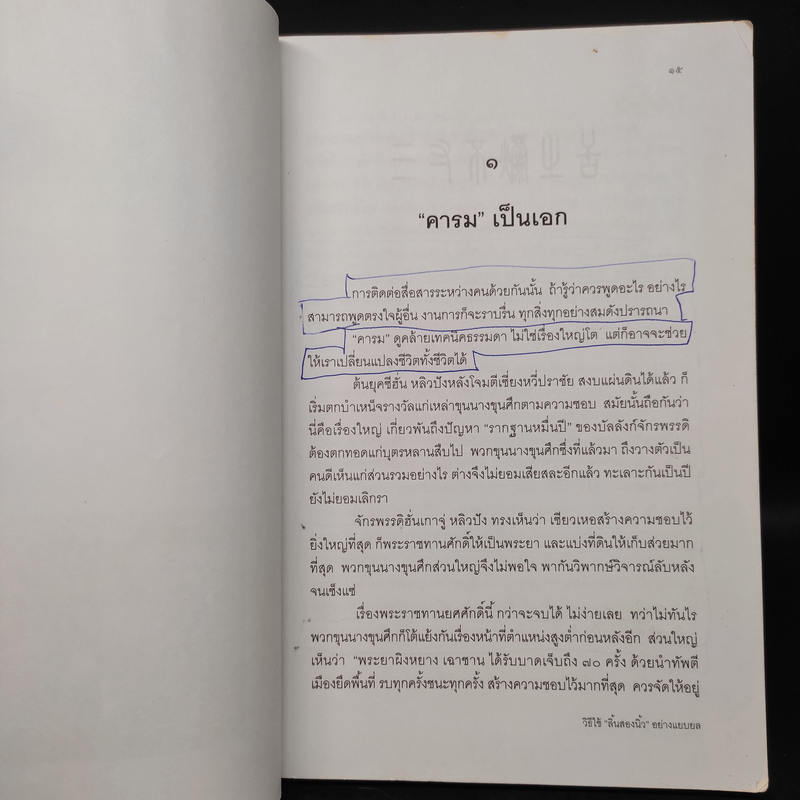 ๑๕
๑
“คารม” เป็นเอก
การติดต่อสื่อสารระหว่างคนด้วยกันนั้น ถ้ารู้ว่าควรพูดอะไร อย่างไร
สามารถพูดตรงใจผู้อื่น งานการก็จะราบรื่น ทุกสิ่งทุกอย่างสมดังปรารถนา
“คารม” ดูคล้ายเทคนิคธรรมดา ไม่ใช่เรื่องใหญ่โต แต่ก็อาจจะช่วย
ให้เราเปลี่ยนแปลงชีวิตทั้งชีวิตได้
ต้นยุคซีฮั่น หลิวปังหลังโจมตีเซี่ยงหวี่ปราชัย สงบแผ่นดินได้แล้ว ก็
เริ่มตกบำเหน็จรางวัลแก่เหล่าขุนนางขุนศึกตามความชอบ สมัยนั้นถือกันว่า
นี่คือเรื่องใหญ่ เกี่ยวพันถึงปัญหา “รากฐานหมื่นปี” ของบัลลังก์จักรพรรดิ
ต้องตกทอดแก่บุตรหลานสืบไป พวกขุนนางขุนศึกซึ่งที่แล้วมา ถึงวางตัวเป็น
คนดีเห็นแก่ส่วนรวมอย่างไร ต่างจึงไม่ยอมเสียสละอีกแล้ว ทะเลาะกันเป็นปี
ยังไม่ยอมเลิกรา
จักรพรรดิฮั่นเกาจู่ หลิวปัง ทรงเห็นว่า เซียวเหอสร้างความชอบไว้
ยิ่งใหญ่ที่สุด ก็พระราชทานศักดิ์ให้เป็นพระยา และแบ่งที่ดินให้เก็บส่วยมาก
ที่สุด พวกขุนนางขุนศึกส่วนใหญ่จึงไม่พอใจ พากันวิพากษ์วิจารณ์ลับหลัง
จนเซ็งแซ่
เรื่องพระราชทานยศศักดิ์นี้ กว่าจะจบได้ ไม่ง่ายเลย ทว่าไม่ทันไร
พวกขุนนางขุนศึกก็โต้แย้งกันเรื่องหน้าที่ตำแหน่งสูงต่ำก่อนหลังอีก ส่วนใหญ่
เห็นว่า “พระยาผิงหยาง เฉาซาน ได้รับบาดเจ็บถึง ๗๐ ครั้ง ด้วยนำทัพตี
เมืองยึดพื้นที่ รบทุกครั้งชนะทุกครั้ง สร้างความชอบไว้มากที่สุด ควรจัดให้อยู่
วิธีใช้ “ลิ้นสองนิ้ว” อย่างแยบยล